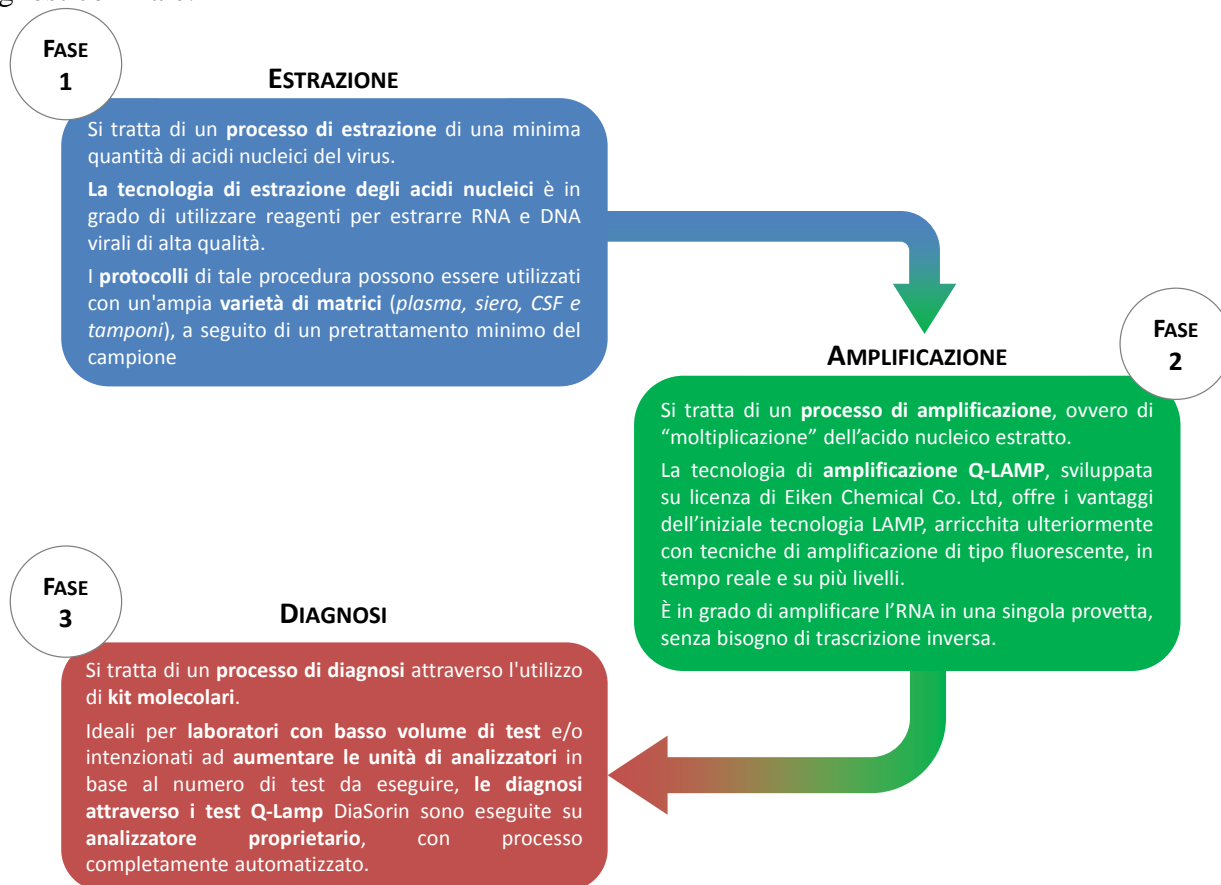 FASE
1
ESTRAZIONE
Si tratta di un processo di estrazione di una minima
quantità di acidi nucleici del virus.
La tecnologia di estrazione degli acidi nucleici è in
grado di utilizzare reagenti per estrarre RNA e DNA
virali di alta qualità.
I protocolli di tale procedura possono essere utilizzati
con un'ampia varietà di matrici (plasma, siero, CSF e
tamponi), a seguito di un pretrattamento minimo del
campione
FASE
2
AMPLIFICAZIONE
Si tratta di un processo di amplificazione, ovvero di
“moltiplicazione” dell’acido nucleico estratto.
La tecnologia di amplificazione Q-LAMP, sviluppata
su licenza di Eiken Chemical Co. Ltd, offre i vantaggi
dell’iniziale tecnologia LAMP, arricchita ulteriormente
con tecniche di amplificazione di tipo fluorescente, in
tempo reale e su più livelli.
È in grado di amplificare l’RNA in una singola provetta,
senza bisogno di trascrizione inversa.
FASE
3
DIAGNOSI
Si tratta di un processo di diagnosi attraverso l'utilizzo
di kit molecolari.
Ideali per laboratori con basso volume di test e/o
intenzionati ad aumentare le unità di analizzatori in
base al numero di test da eseguire, le diagnosi
attraverso i test Q-Lamp DiaSorin sono eseguite su
analizzatore proprietario, con processo
completamente automatizzato.